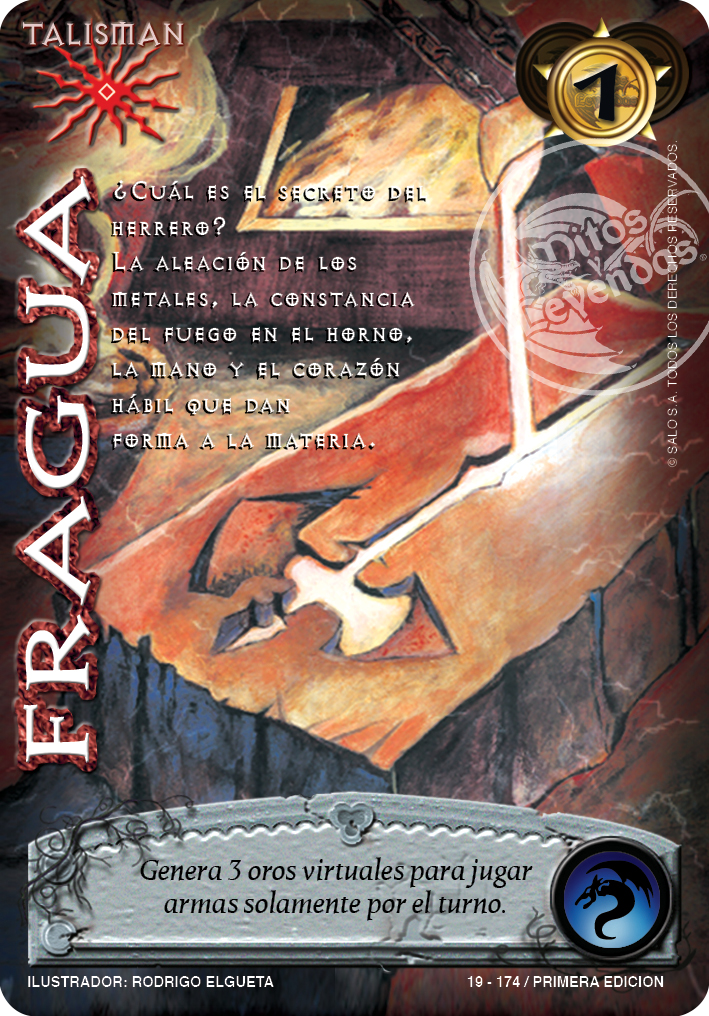 TALISMAN
1
FRAGUA
¿CUÁL ES EL SECRETO DEL
HERRERO?
LA ALEACIÓN DE LOS
METALES, LA CONSTANCIA
DEL FUEGO EN EL HORNO,
LA MANO Y EL CORAZÓN
HÁBIL QUE DAN
FORMA A LA MATERIA.
Mitos
y
Leyendas
®
© SALO S.A. TODOS LOS DERECHOS RESERVADOS.
Genera 3 oros virtuales para jugar
armas solamente por el turno.
ILUSTRADOR: RODRIGO ELGUETA
19 - 174 / PRIMERA EDICION